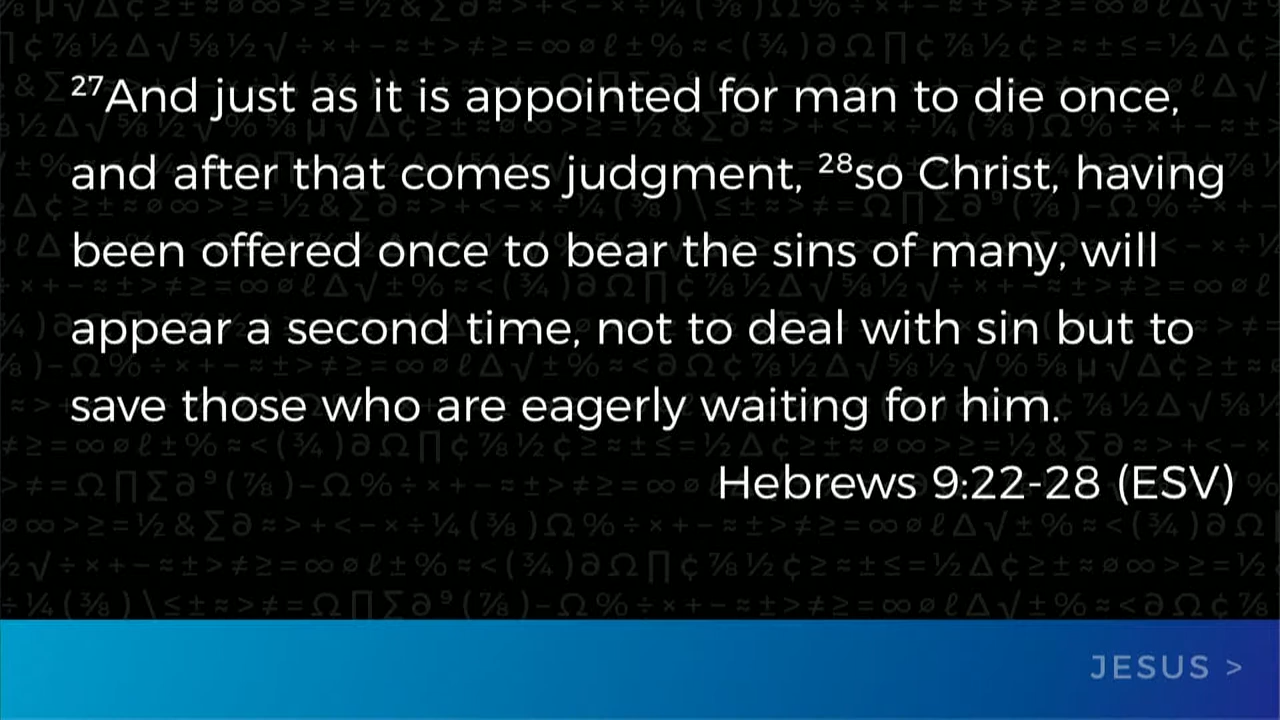 ²⁷And just as it is appointed for man to die once,
and after that comes judgment, ²⁸so Christ, having
been offered once to bear the sins of many, will
appear a second time, not to deal with sin but to
save those who are eagerly waiting for him.
Hebrews 9:22-28 (ESV)
JESUS >